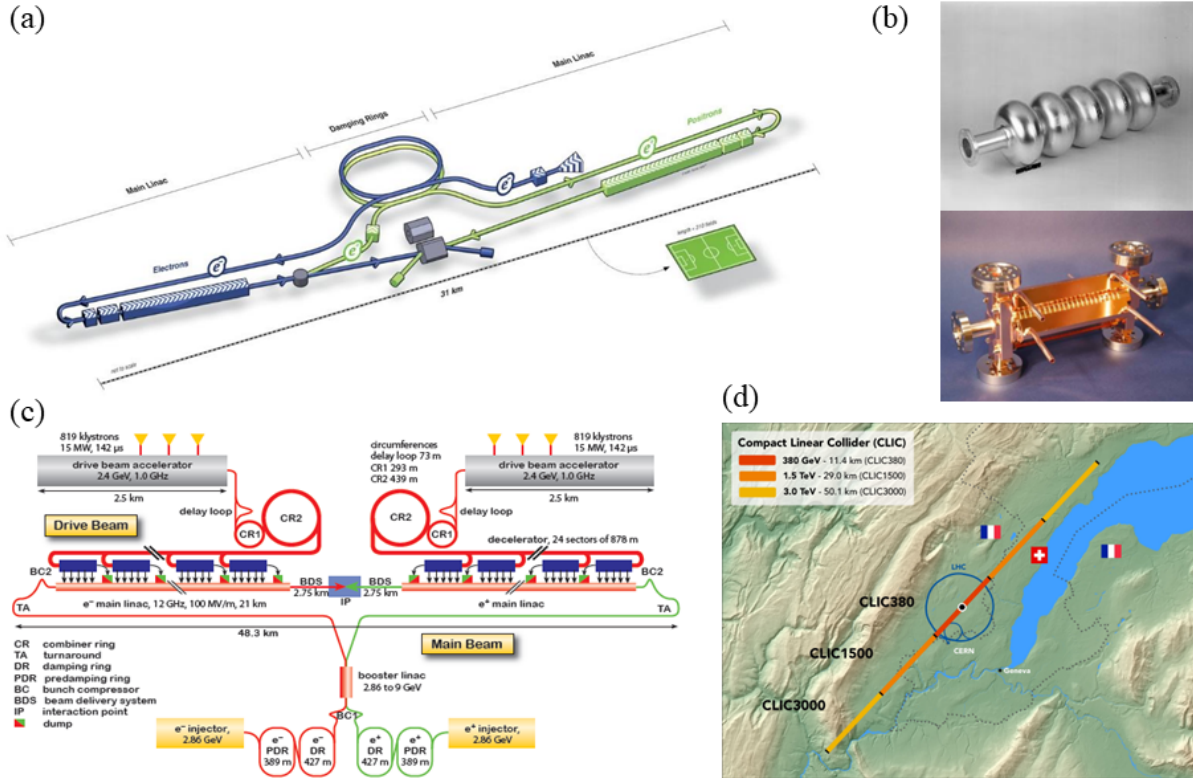 (a)
Main Linac
Damping Rings
Main Linac
Positrons
e⁺
e⁻
e⁺
Electrons
e⁻
length = 310 fields
31 km
not to scale
(b)
(c)
819 klystrons
15 MW, 142 µs
drive beam accelerator
2.4 GeV, 1.0 GHz
2.5 km
delay loop
CR2
CR1
circumferences
delay loop 73 m
CR1 293 m
CR2 439 m
819 klystrons
15 MW, 142 µs
drive beam accelerator
2.4 GeV, 1.0 GHz
2.5 km
delay loop
CR2
CR1
Drive Beam
decelerator, 24 sectors of 878 m
BC2
BDS
2.75 km
IP
BDS
2.75 km
BC2
TA
e⁻ main linac, 12 GHz, 100 MV/m, 21 km
e⁺ main linac
TA
48.3 km
Main Beam
CR combiner ring
TA turnaround
DR damping ring
PDR predamping ring
BC bunch compressor
BDS beam delivery system
IP interaction point
dump
booster linac
2.86 to 9 GeV
BC1
e⁻ injector,
2.86 GeV
e⁻
PDR
389 m
e⁻
DR
427 m
e⁺
DR
427 m
e⁺
PDR
389 m
e⁺ injector,
2.86 GeV
(d)
Compact Linear Collider (CLIC)
380 GeV - 11.4 km (CLIC380)
1.5 TeV - 29.0 km (CLIC1500)
3.0 TeV - 50.1 km (CLIC3000)
LHC
CLIC380
CERN
CLIC1500
Geneva
CLIC3000